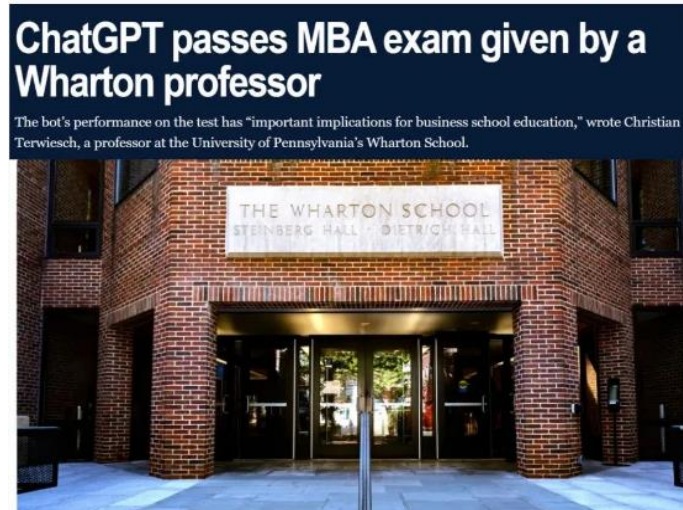 ChatGPT passes MBA exam given by a
Wharton professor
The bot's performance on the test has “important implications for business school education,” wrote Christian
Terwiesch, a professor at the University of Pennsylvania's Wharton School.
THE WHARTON SCHOOL
STEINBERG HALL - DIETRICH HALL